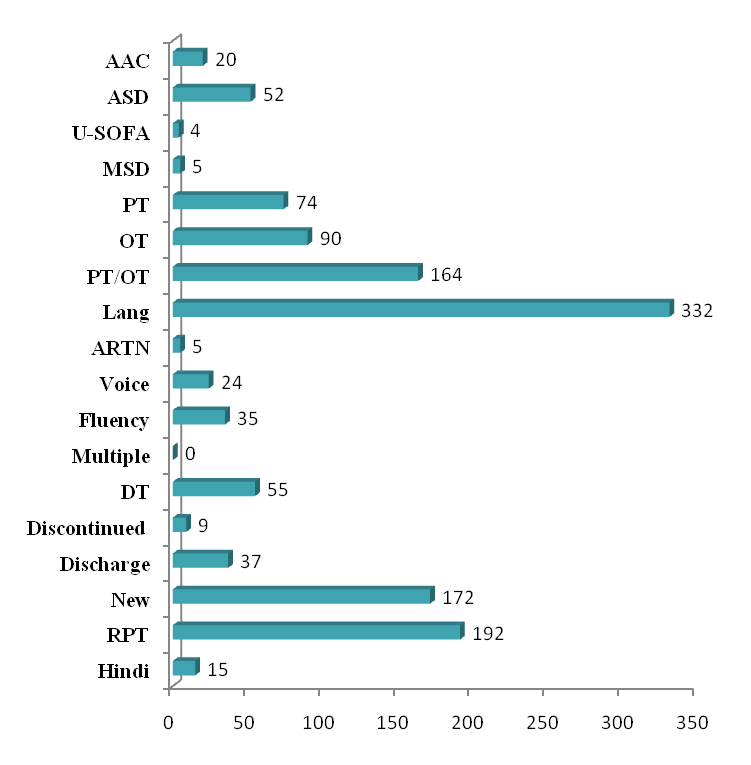 AAC 20
ASD 52
U-SOFA 4
MSD 5
PT 74
OT 90
PT/OT 164
Lang 332
ARTN 5
Voice 24
Fluency 35
Multiple 0
DT 55
Discontinued 9
Discharge 37
New 172
RPT 192
Hindi 15
0 50 100 150 200 250 300 350